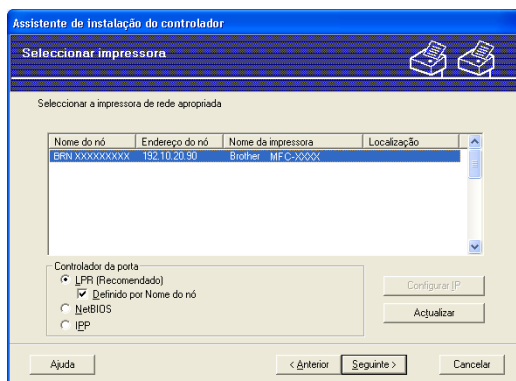 Assistente de instalação do controlador
Seleccionar impressora
Seleccionar a impressora de rede apropriada
Nome do nó Endereço do nó Nome da impressora Localização
BRN XXXXXXXXX 192.10.20.90 Brother MFC-XXXX
Controlador da porta
LPR (Recomendado)
Definido por Nome do nó
NetBIOS
IPP
Configurar IP
Actualizar
Ajuda < Anterior Seguinte > Cancelar